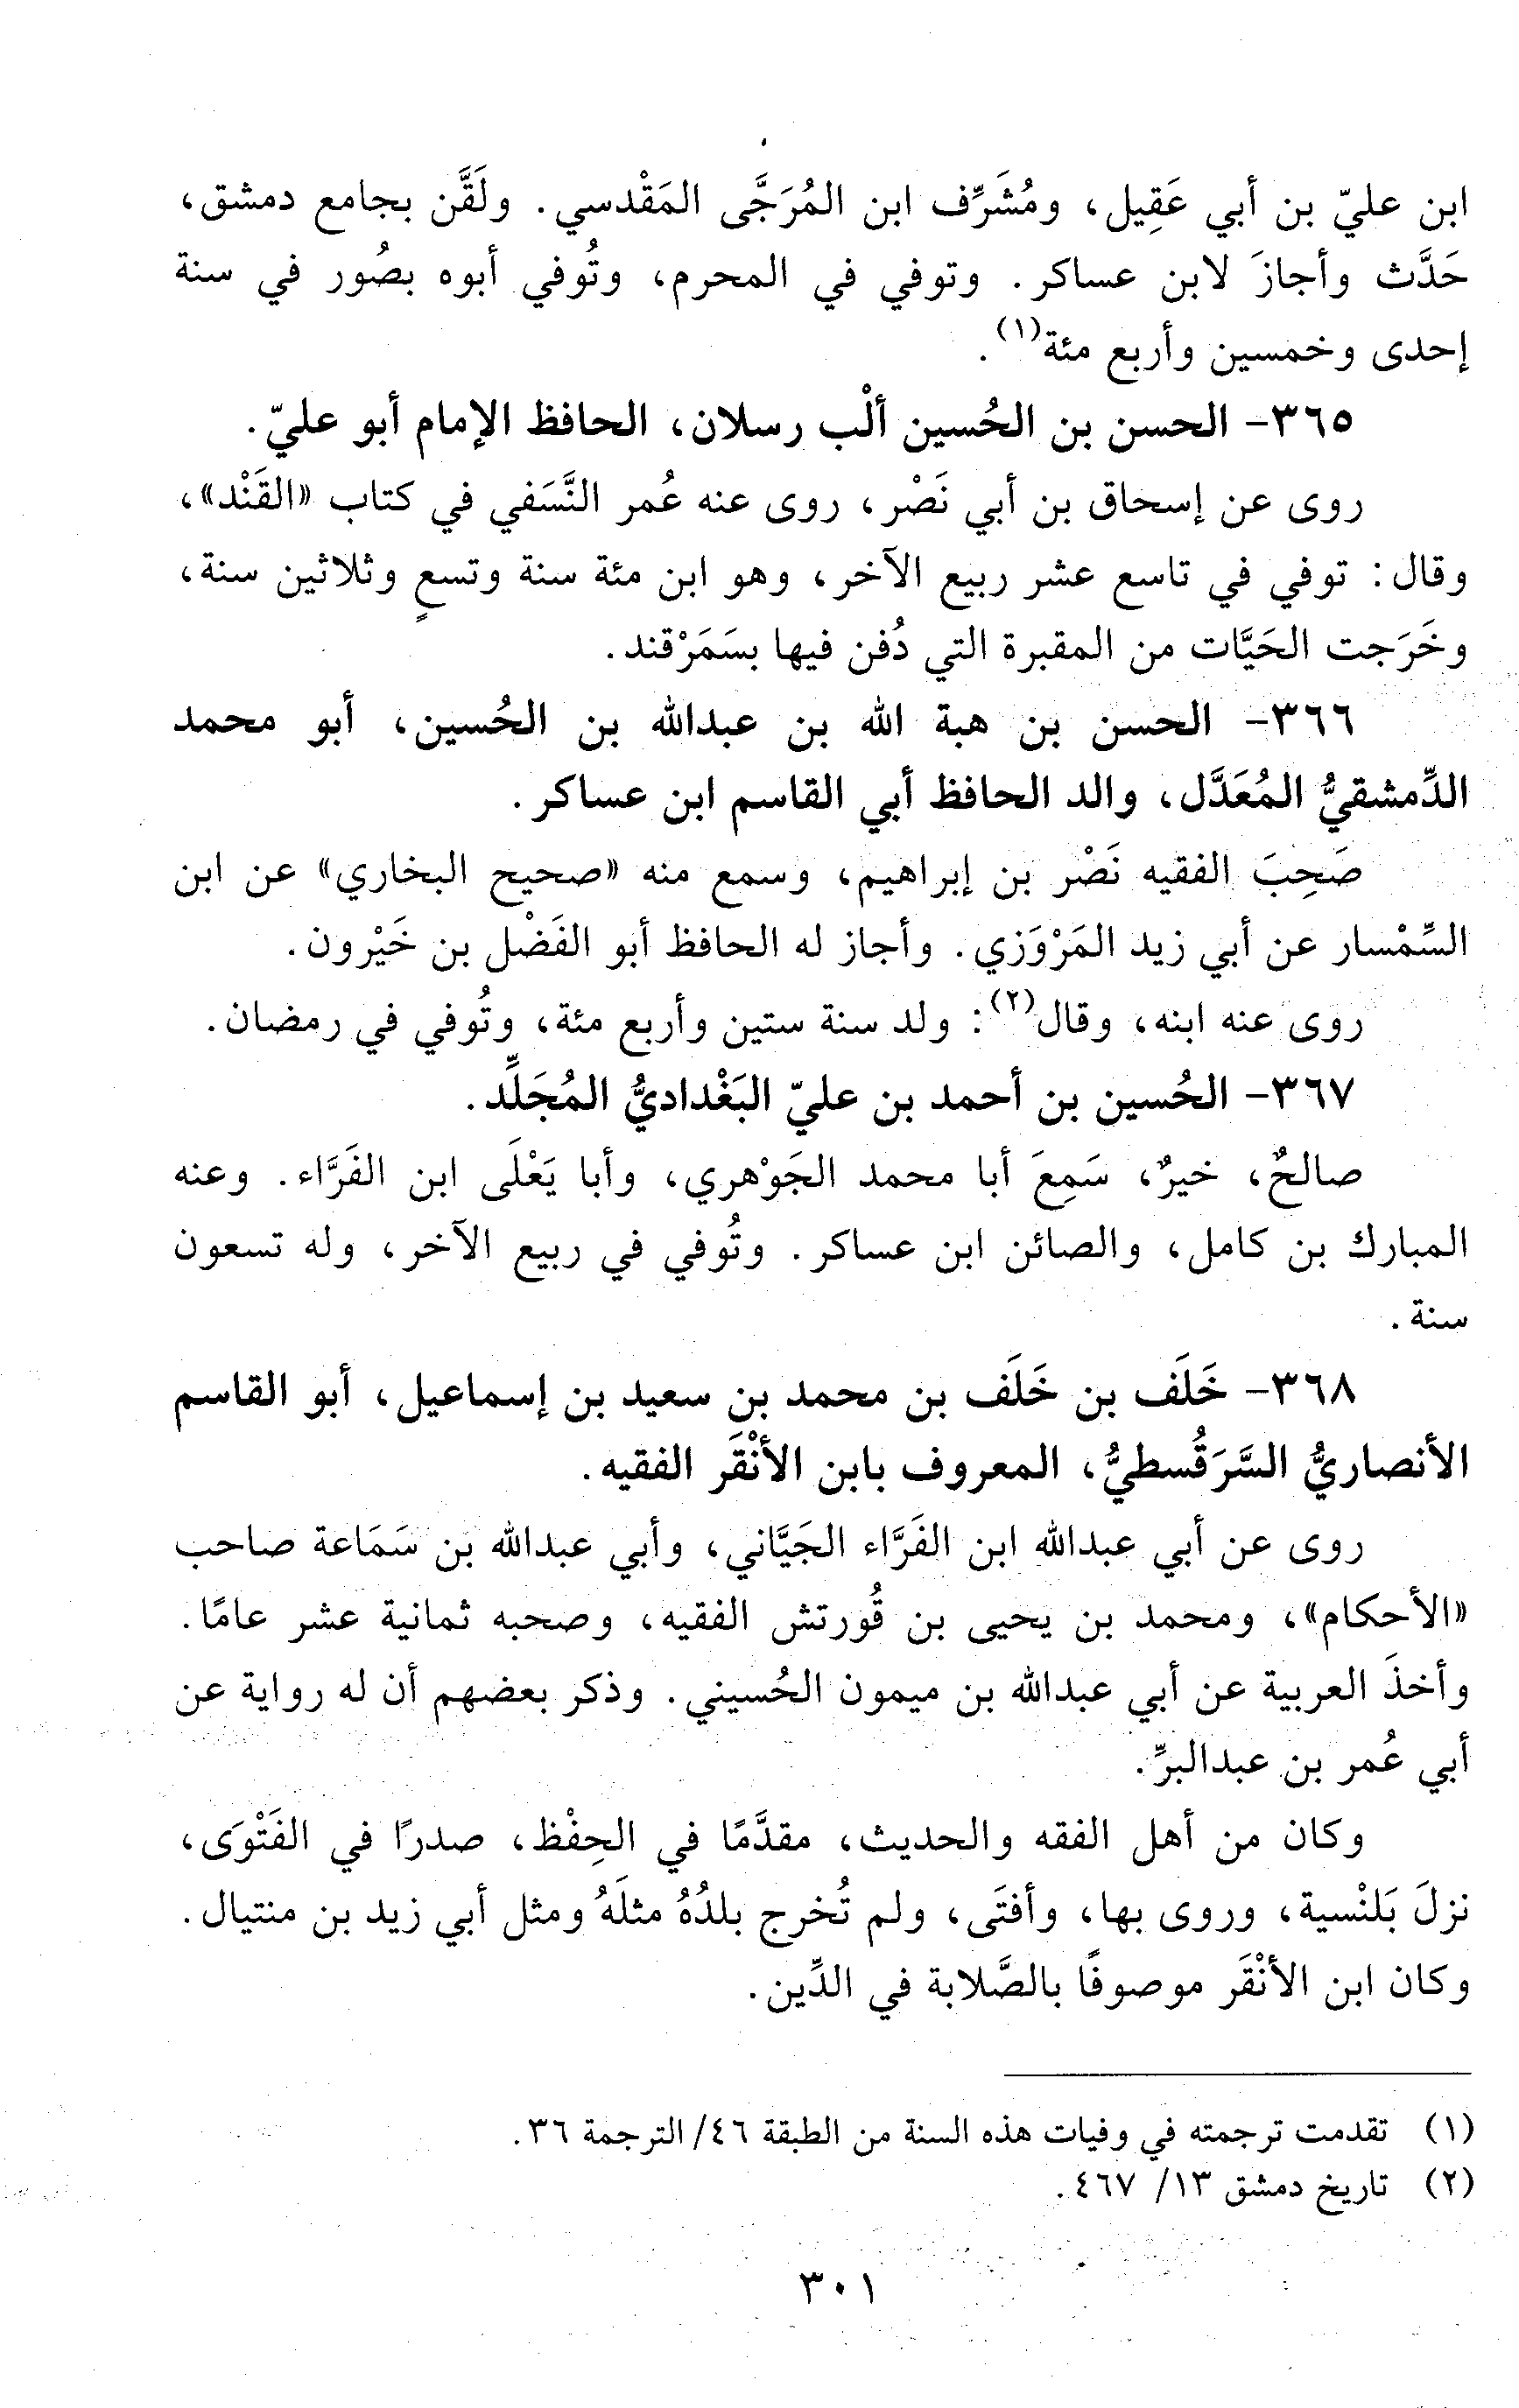 ابن عليّ بن أبي عَقِيل، ومُشَرِّف ابن المُرَجَّى المَقْدسي. ولَقَّن بجامع دمشق،
حَدَّث وأجازَ لابن عساكر. وتوفي في المحرم، وتُوفي أبوه بصُور في سنة
إحدى وخمسين وأربع مئة(١).
٣٦٥- الحسن بن الحُسين ألْب رسلان، الحافظ الإمام أبو عليّ.
روى عن إسحاق بن أبي نَصْر، روى عنه عُمر النَّسَفي في كتاب «القَنْد»،
وقال: توفي في تاسع عشر ربيع الآخر، وهو ابن مئة سنة وتسعٍ وثلاثين سنة،
وخَرَجت الحَيَّات من المقبرة التي دُفن فيها بسَمَرْقند.
٣٦٦- الحسن بن هبة الله بن عبدالله بن الحُسين، أبو محمد
الدِّمشقيُّ المُعَدَّل، والد الحافظ أبي القاسم ابن عساكر.
صَحِبَ الفقيه نَصْر بن إبراهيم، وسمع منه «صحيح البخاري» عن ابن
السِّمْسار عن أبي زيد المَرْوَزي. وأجاز له الحافظ أبو الفَضْل بن خَيْرون.
روى عنه ابنه، وقال(٢): ولد سنة ستين وأربع مئة، وتُوفي في رمضان.
٣٦٧- الحُسين بن أحمد بن عليّ البَغْداديُّ المُجَلِّد.
صالحٌ، خيرٌ، سَمِعَ أبا محمد الجَوْهري، وأبا يَعْلَى ابن الفَرَّاء. وعنه
المبارك بن كامل، والصائن ابن عساكر. وتُوفي في ربيع الآخر، وله تسعون
سنة.
٣٦٨- خَلَف بن خَلَف بن محمد بن سعيد بن إسماعيل، أبو القاسم
الأنصاريُّ السَّرَقُسطيُّ، المعروف بابن الأنْقَر الفقيه.
روى عن أبي عبدالله ابن الفَرَّاء الجَيَّاني، وأبي عبدالله بن سَمَاعة صاحب
«الأحكام»، ومحمد بن يحيى بن قُورتش الفقيه، وصحبه ثمانية عشر عامًا.
وأخذَ العربية عن أبي عبدالله بن ميمون الحُسيني. وذكر بعضهم أن له رواية عن
أبي عُمر بن عبدالبرِّ.
وكان من أهل الفقه والحديث، مقدَّمًا في الحِفْظ، صدرًا في الفَتْوَى،
نزلَ بَلنْسية، وروى بها، وأفتَى، ولم تُخرج بلدُهُ مثلَهُ ومثل أبي زيد بن منتيال.
وكان ابن الأنْقَر موصوفًا بالصَّلابة في الدِّين.
(١) تقدمت ترجمته في وفيات هذه السنة من الطبقة ٤٦/ الترجمة ٣٦.
(٢) تاريخ دمشق ١٣/ ٤٦٧.
٣٠١